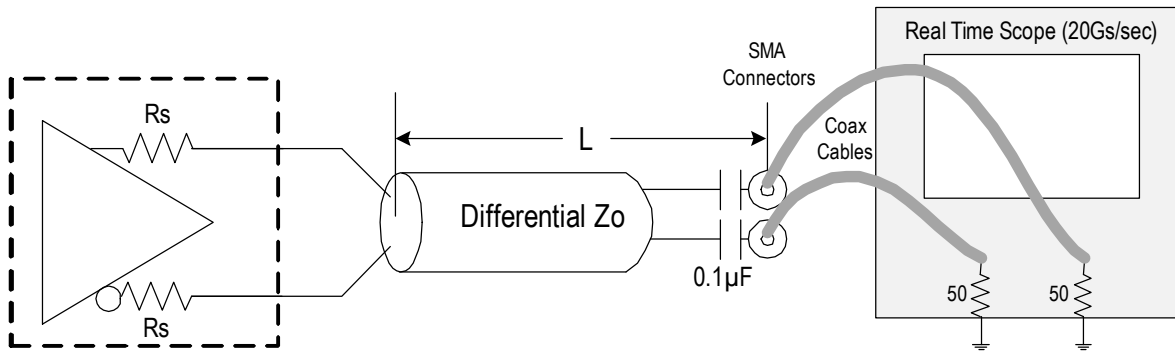 Real Time Scope (20Gs/sec)
SMA
Connectors
Rs
L
Coax
Cables
Differential Zo
0.1µF
50
50
Rs